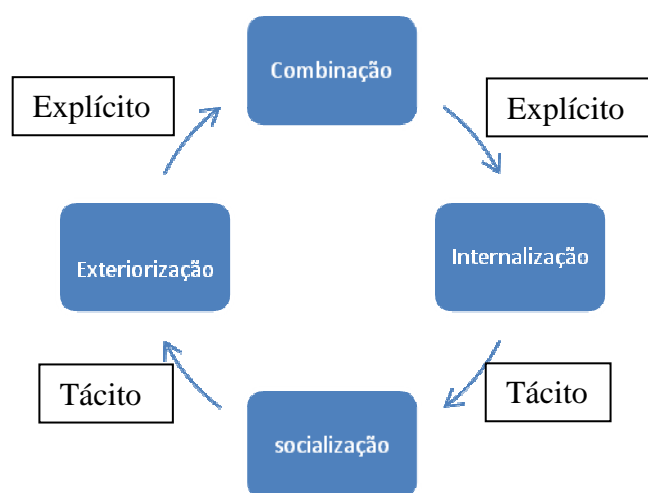 Combinação
Explícito
Explícito
Exteriorização
Internalização
Tácito
Tácito
socialização